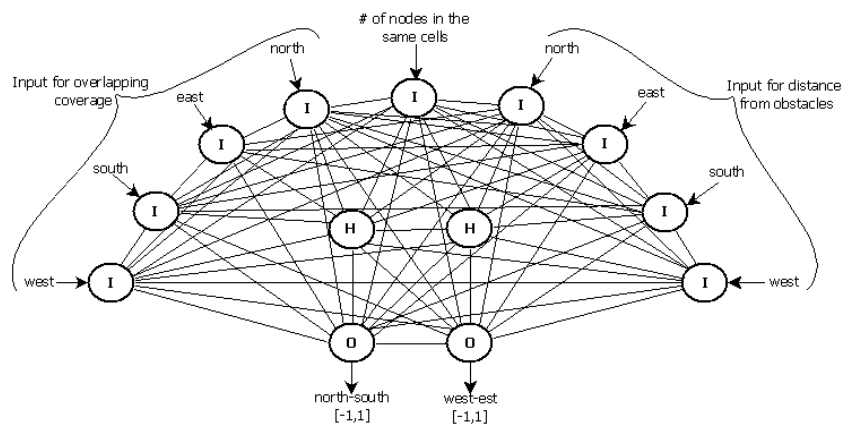 # of nodes in the
same cells
north
north
Input for overlapping
coverage
Input for distance
from obstacles
east
east
I
I
I
I
I
south
south
I
I
H
H
west
I
I
west
O
O
north-south
[-1,1]
west-est
[-1,1]